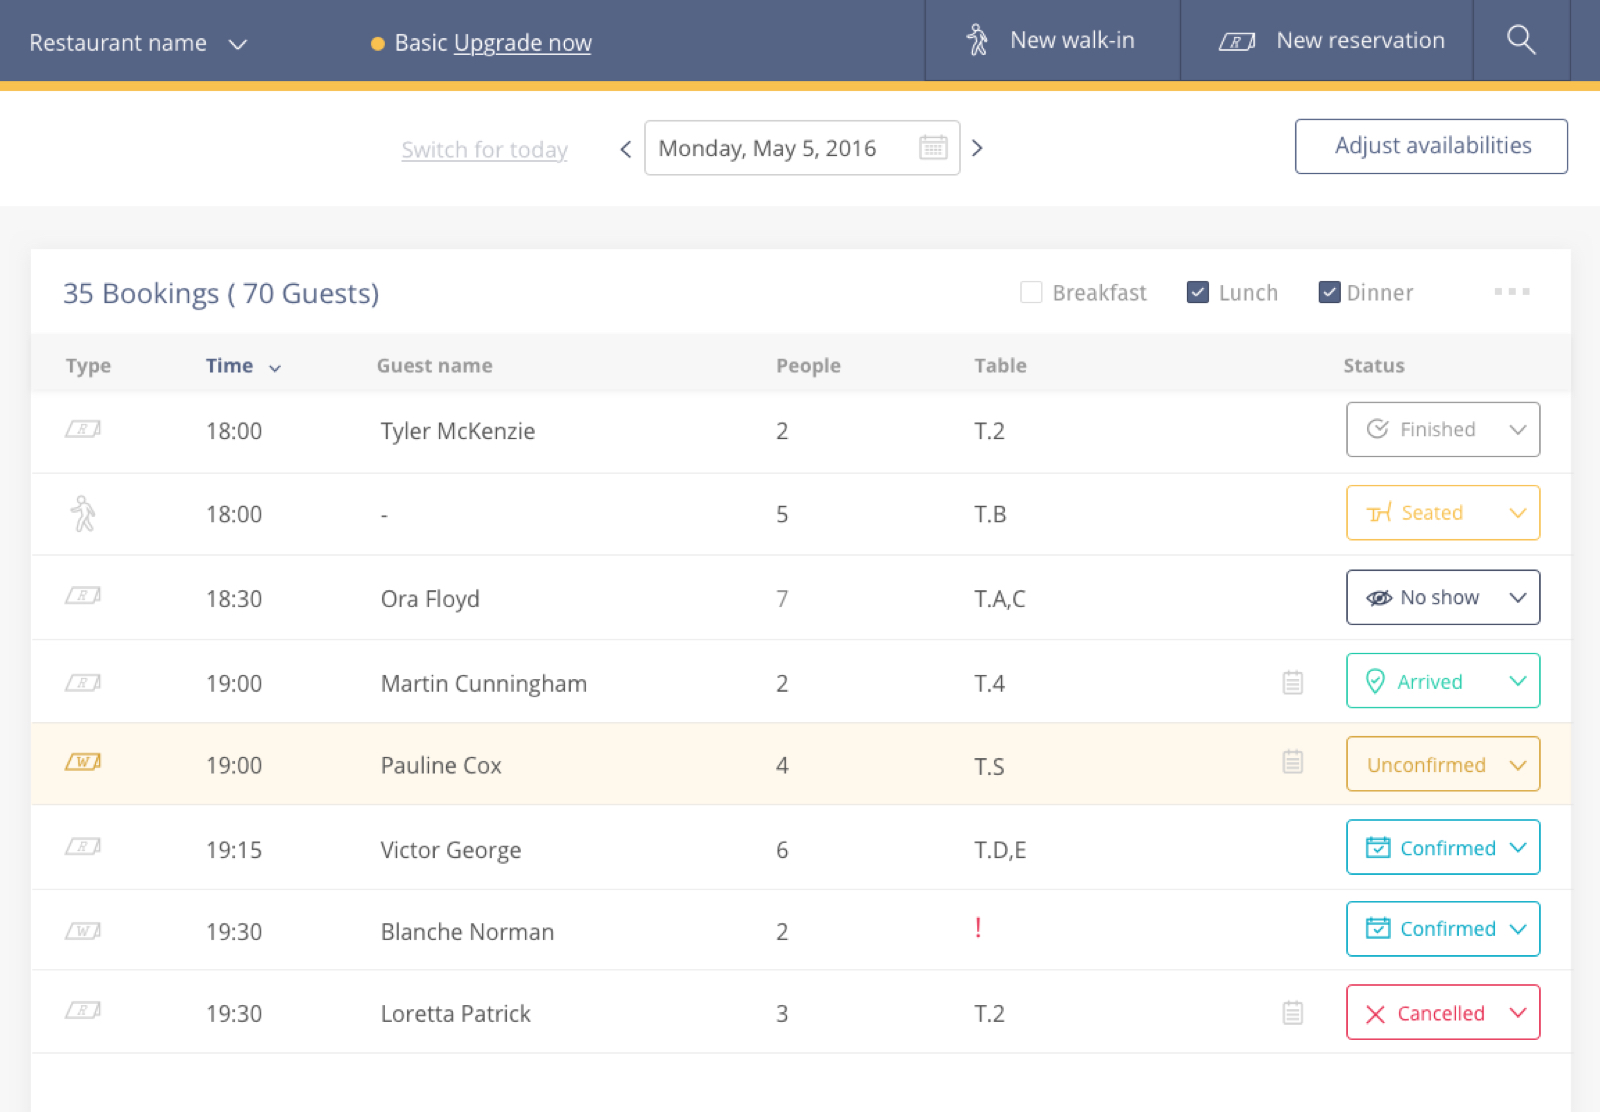 Restaurant name
Basic Upgrade now
New walk-in
R New reservation
Switch for today
Monday, May 5, 2016
Adjust availabilities
35 Bookings ( 70 Guests)
Breakfast Lunch Dinner
Type Time Guest name People Table Status
R 18:00 Tyler McKenzie 2 T.2 Finished
18:00 - 5 T.B Seated
R 18:30 Ora Floyd 7 T.A,C No show
R 19:00 Martin Cunningham 2 T.4 Arrived
W 19:00 Pauline Cox 4 T.S Unconfirmed
R 19:15 Victor George 6 T.D,E Confirmed
W 19:30 Blanche Norman 2 ! Confirmed
R 19:30 Loretta Patrick 3 T.2 Cancelled